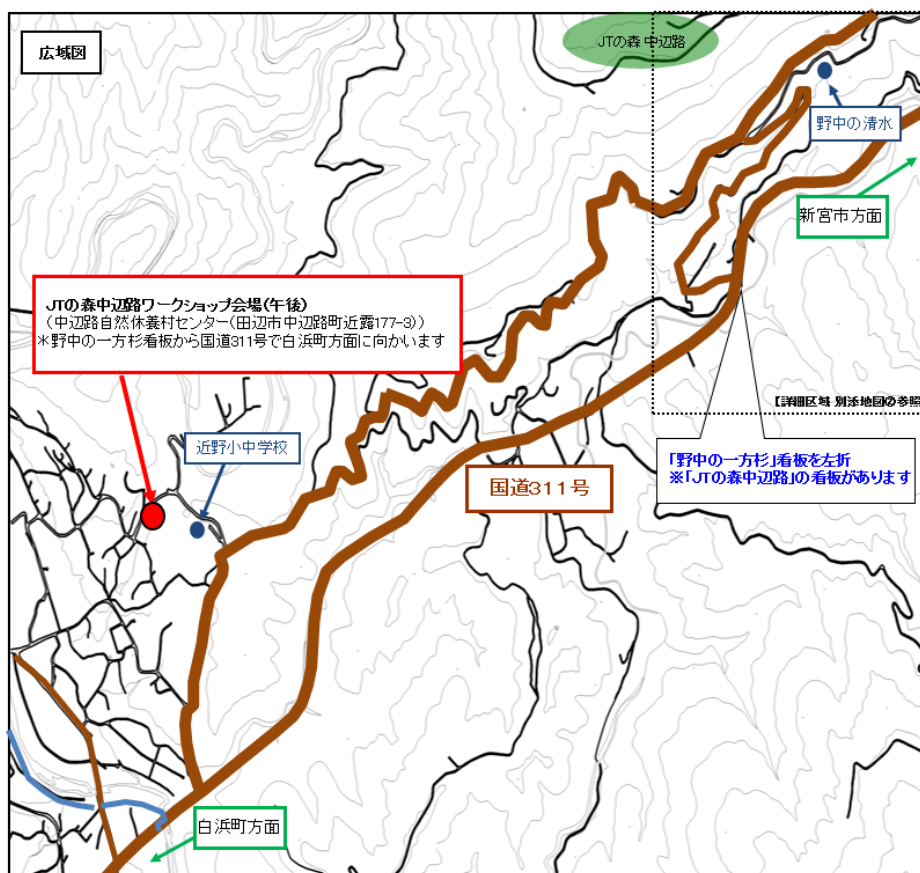 広域図
JTの森 中辺路
野中の清水
新宮市方面
JTの森中辺路ワークショップ会場(午後)
(中辺路自然休養村センター(田辺市中辺路町近露177-3))
*野中の一方杉看板から国道311号で白浜町方面に向かいます
【詳細区域 別添地図②参照
近野小中学校
国道311号
「野中の一方杉」看板を左折
※「JTの森中辺路」の看板があります
白浜町方面